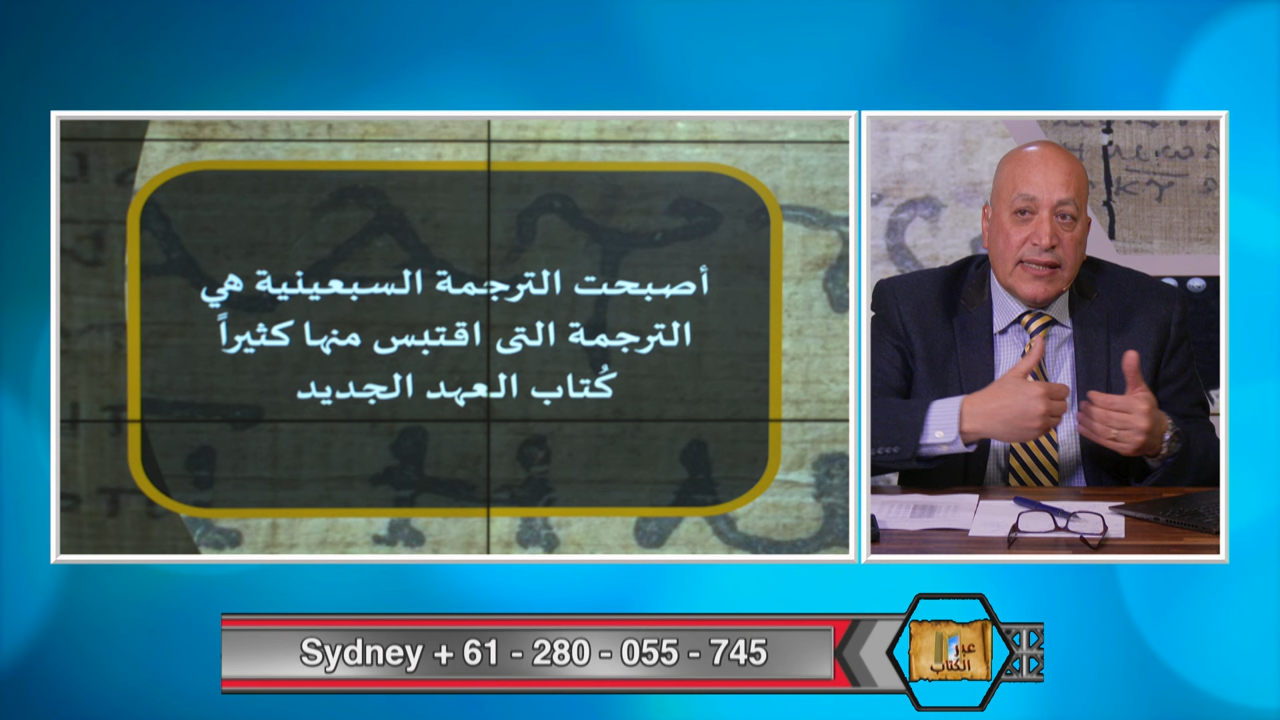 أصبحت الترجمة السبعينية هي
الترجمة التى اقتبس منها كثيراً
كُتاب العهد الجديد
Sydney + 61 - 280 - 055 - 745
عبر
الكتاب